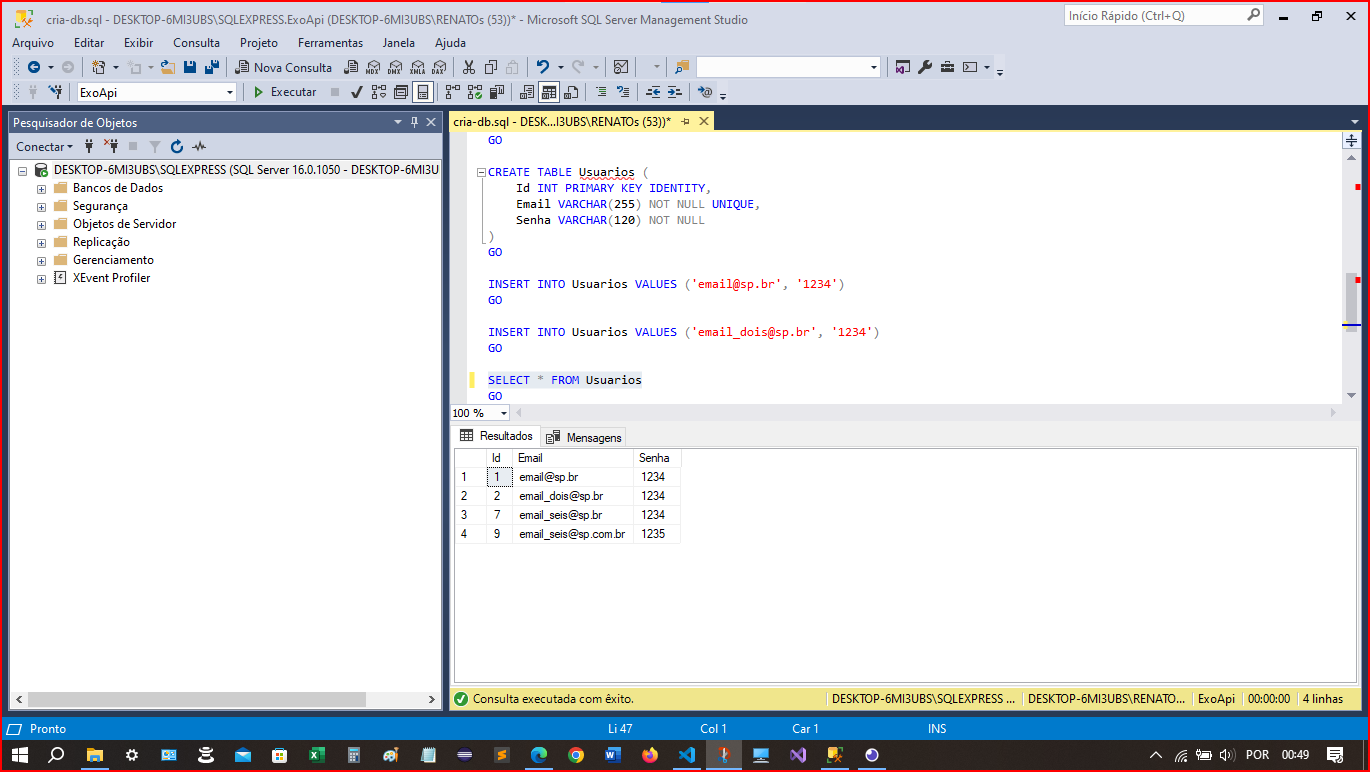 cria-db.sql - DESKTOP-6MI3UBS\SQLEXPRESS.ExoApi (DESKTOP-6MI3UBS\RENATOs (53))* - Microsoft SQL Server Management Studio
Início Rápido (Ctrl+Q)
Arquivo Editar Exibir Consulta Projeto Ferramentas Janela Ajuda
Nova Consulta MDX DMX XMLA DAX
ExoApi Executar
Pesquisador de Objetos
cria-db.sql - DESK...I3UBS\RENATOs (53))*
Conectar
DESKTOP-6MI3UBS\SQLEXPRESS (SQL Server 16.0.1050 - DESKTOP-6MI3U
Bancos de Dados
Segurança
Objetos de Servidor
Replicação
Gerenciamento
XEvent Profiler
GO
CREATE TABLE Usuarios (
Id INT PRIMARY KEY IDENTITY,
Email VARCHAR(255) NOT NULL UNIQUE,
Senha VARCHAR(120) NOT NULL
)
GO
INSERT INTO Usuarios VALUES ('email@sp.br', '1234')
GO
INSERT INTO Usuarios VALUES ('email_dois@sp.br', '1234')
GO
SELECT * FROM Usuarios
GO
100 %
Resultados Mensagens
Id Email Senha
1 1 email@sp.br 1234
2 2 email_dois@sp.br 1234
3 7 email_seis@sp.br 1234
4 9 email_seis@sp.com.br 1235
Consulta executada com êxito. DESKTOP-6MI3UBS\SQLEXPRESS ... DESKTOP-6MI3UBS\RENATO... ExoApi 00:00:00 4 linhas
Pronto Li 47 Col 1 Car 1 INS
POR 00:49